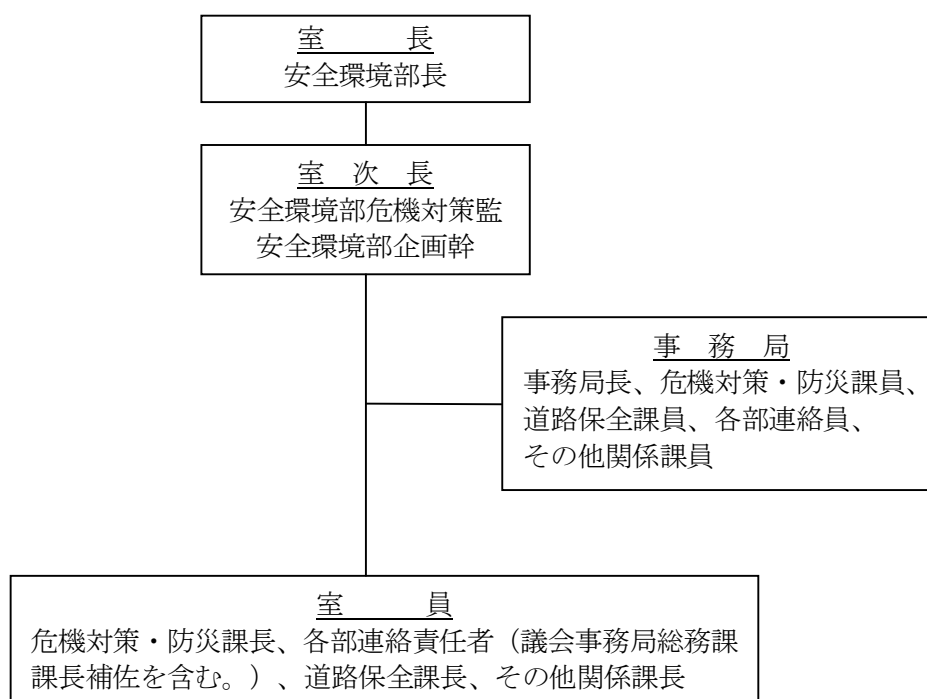 室　　　長
安全環境部長
室　次　長
安全環境部危機対策監
安全環境部企画幹
事　務　局
事務局長、危機対策・防災課員、
道路保全課員、各部連絡員、
その他関係課員
室　　　員
危機対策・防災課長、各部連絡責任者（議会事務局総務課
課長補佐を含む。）、道路保全課長、その他関係課長